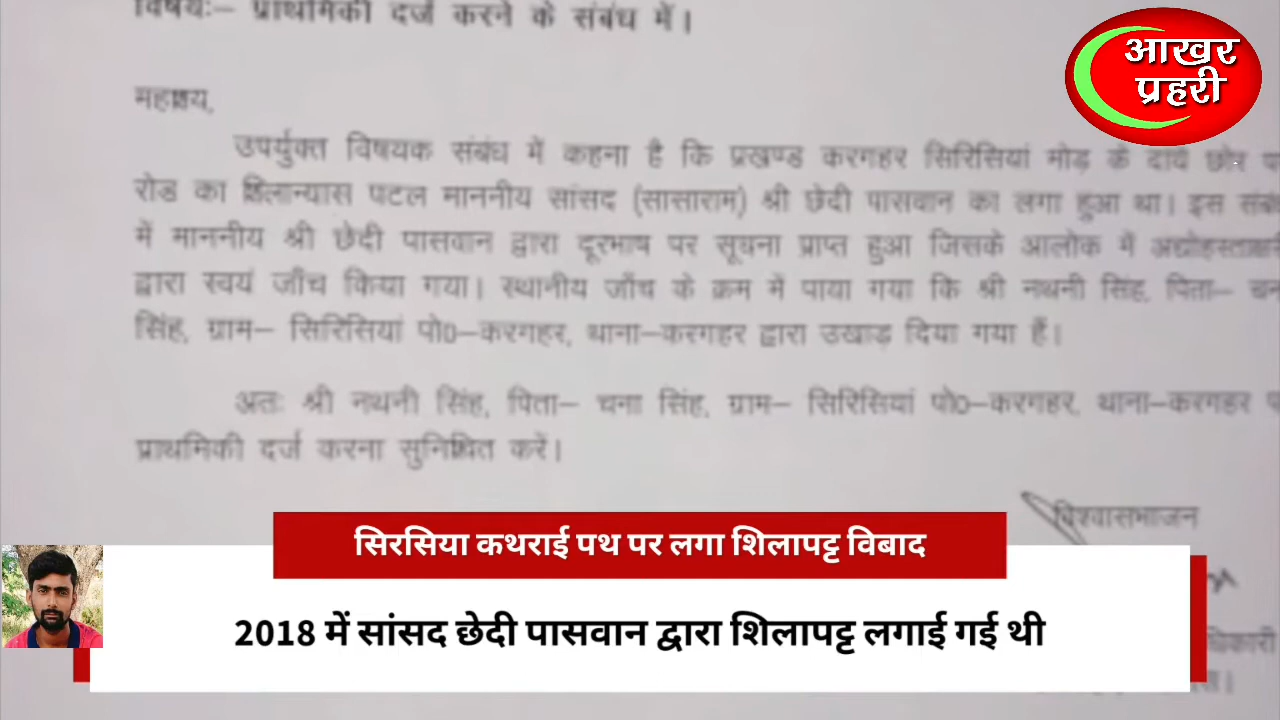 विषयः– प्राथमिकी दर्ज करने के संबंध में।
आखर
प्रहरी
महाशय,
उपर्युक्त विषयक संबंध में कहना है कि प्रखण्ड करगहर सिरिसियां मोड़ के दायें छोर
रोड का शिलान्यास पटल माननीय सांसद (सासाराम) श्री छेदी पासवान का लगा हुआ था। इस
में माननीय श्री छेदी पासवान द्वारा दूरभाष पर सूचना प्राप्त हुआ जिसके आलोक में
द्वारा स्वयं जाँच किया गया। स्थानीय जाँच के क्रम में पाया गया कि श्री नथनी सिंह, पिता–
सिंह, ग्राम– सिरिसियां पो0–करगहर, थाना–करगहर द्वारा उखाड़ दिया गया हैं।
अतः श्री नथनी सिंह, पिता– चना सिंह, ग्राम– सिरिसियां पो0–करगहर, थाना–करगहर
प्राथमिकी दर्ज करना सुनिश्चित करें।
विश्वासभाजन
सिरसिया कथराई पथ पर लगा शिलापट्ट विबाद
2018 में सांसद छेदी पासवान द्वारा शिलापट्ट लगाई गई थी